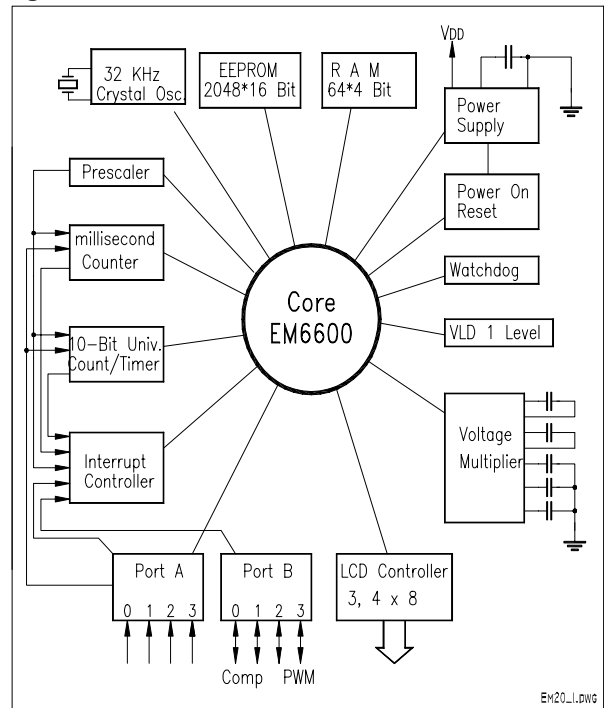 VDD
32 KHz
Crystal Osc.
EEPROM
2048*16 Bit
R A M
64*4 Bit
Power
Supply
Prescaler
Power On
Reset
millisecond
Counter
Watchdog
Core
EM6600
VLD 1 Level
10-Bit Univ.
Count/Timer
Voltage
Multiplier
Interrupt
Controller
Port A
0 1 2 3
Port B
0 1 2 3
Comp PWM
LCD Controller
3, 4 x 8
EM20_I.DWG